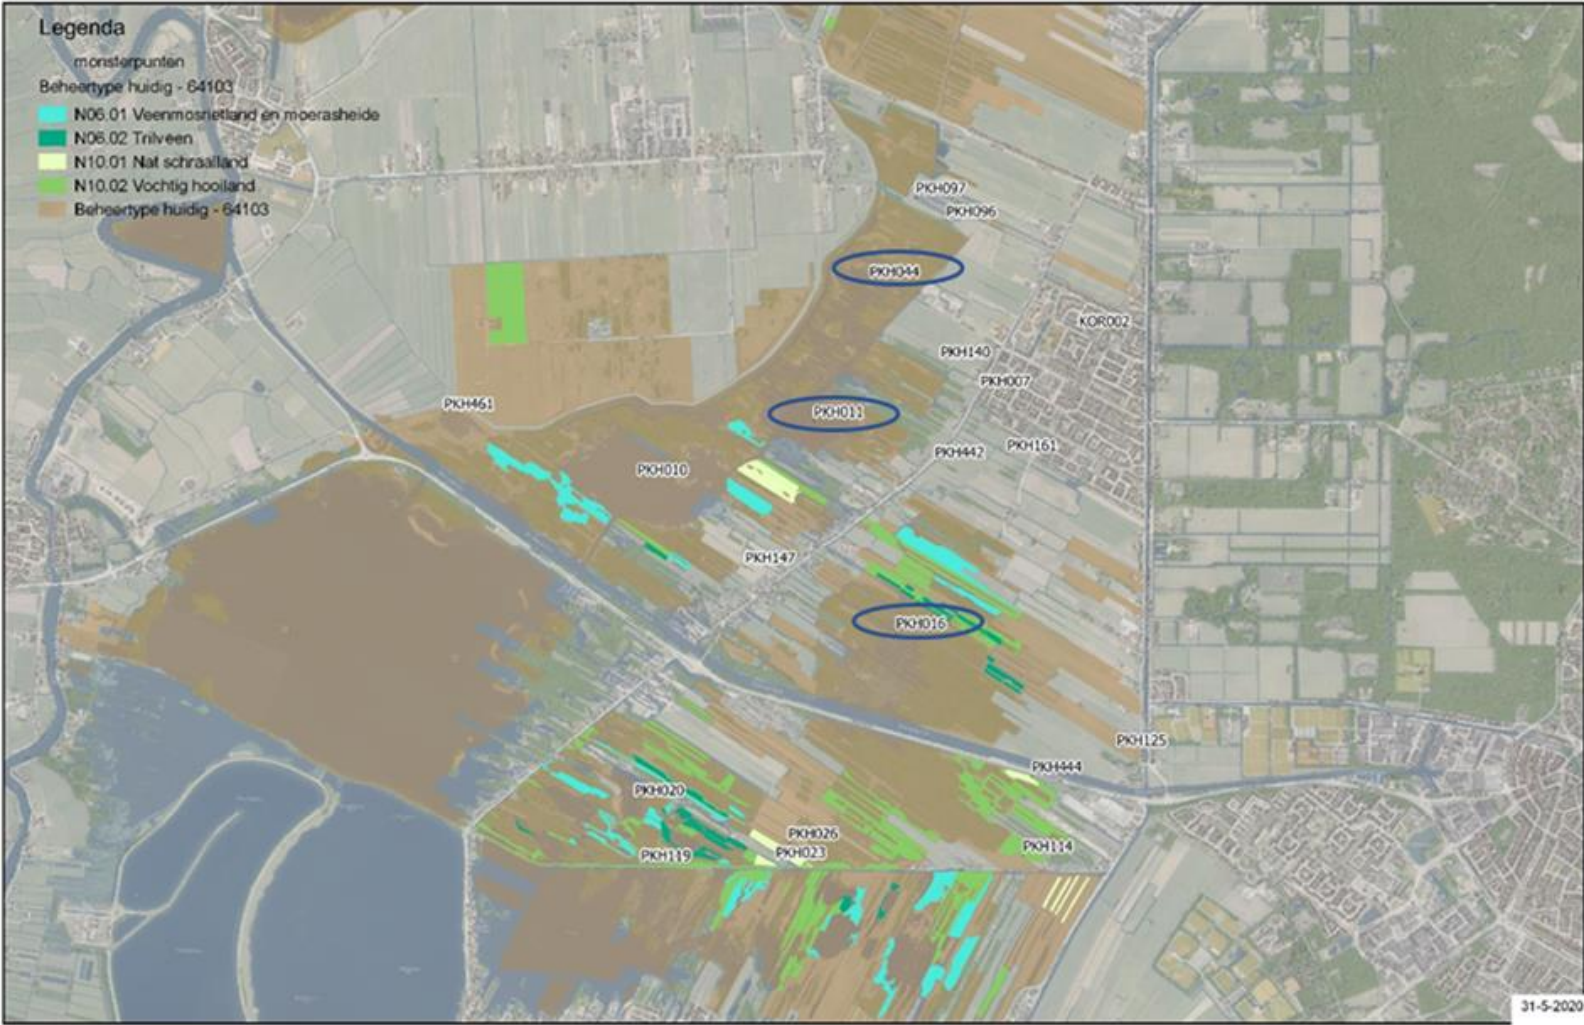 Legenda
monsterpunten
Beheertype huidig - 64103
N06.01 Veenmosrietland en moerasheide
N06.02 Trilveen
N10.01 Nat schraalland
N10.02 Vochtig hooiland
Beheertype huidig - 64103
PKH097
PKH096
PKH044
KOR002
PKH140
PKH007
PKH461
PKH011
PKH442
PKH161
PKH010
PKH147
PKH016
PKH125
PKH444
PKH020
PKH026
PKH114
PKH119
PKH023
31-5-2020